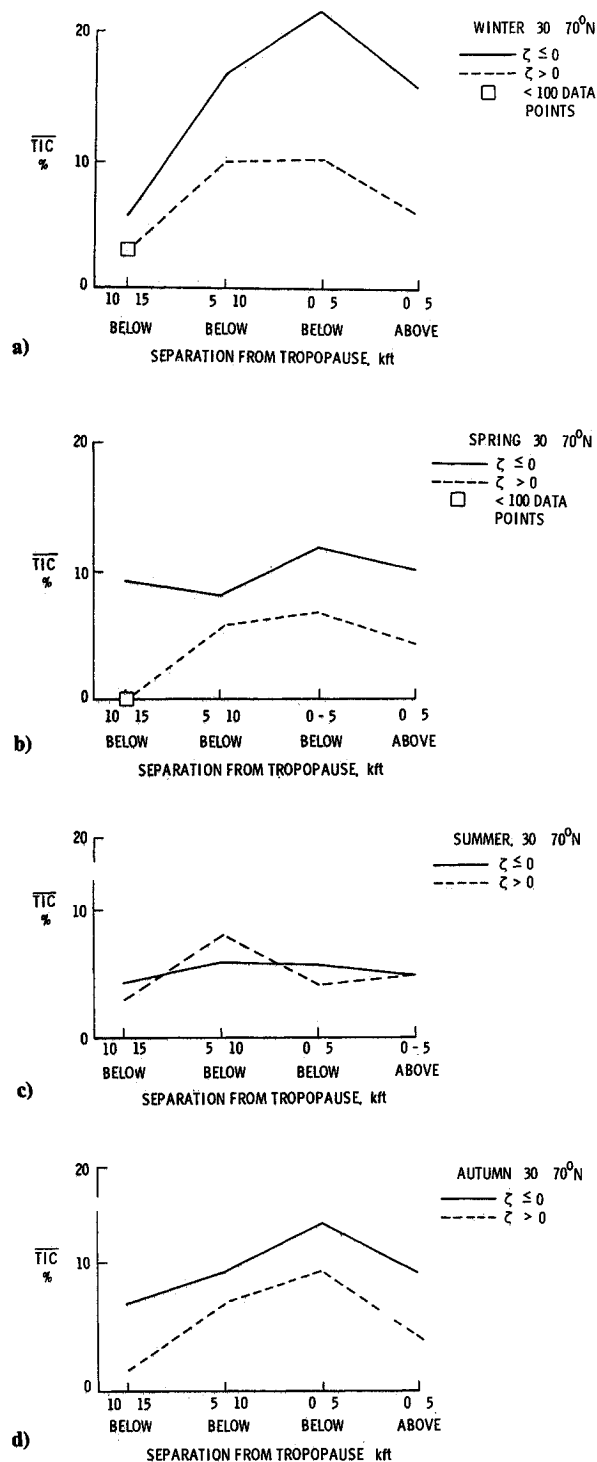 20
10
0
TIC
%
WINTER 30 70°N
ζ ≤ 0
ζ > 0
< 100 DATA
POINTS
10 15 5 10 0 5 0 5
BELOW BELOW BELOW ABOVE
SEPARATION FROM TROPOPAUSE, kft
a)
20
10
0
TIC
%
SPRING 30 70°N
ζ ≤ 0
ζ > 0
< 100 DATA
POINTS
10 15 5 10 0 - 5 0 5
BELOW BELOW BELOW ABOVE
SEPARATION FROM TROPOPAUSE, kft
b)
20
10
0
TIC
%
SUMMER, 30 70°N
ζ ≤ 0
ζ > 0
10 15 5 10 0 5 0 - 5
BELOW BELOW BELOW ABOVE
SEPARATION FROM TROPOPAUSE, kft
c)
20
10
0
TIC
%
AUTUMN 30 70°N
ζ ≤ 0
ζ > 0
10 15 5 10 0 5 0 5
BELOW BELOW BELOW ABOVE
SEPARATION FROM TROPOPAUSE kft
d)